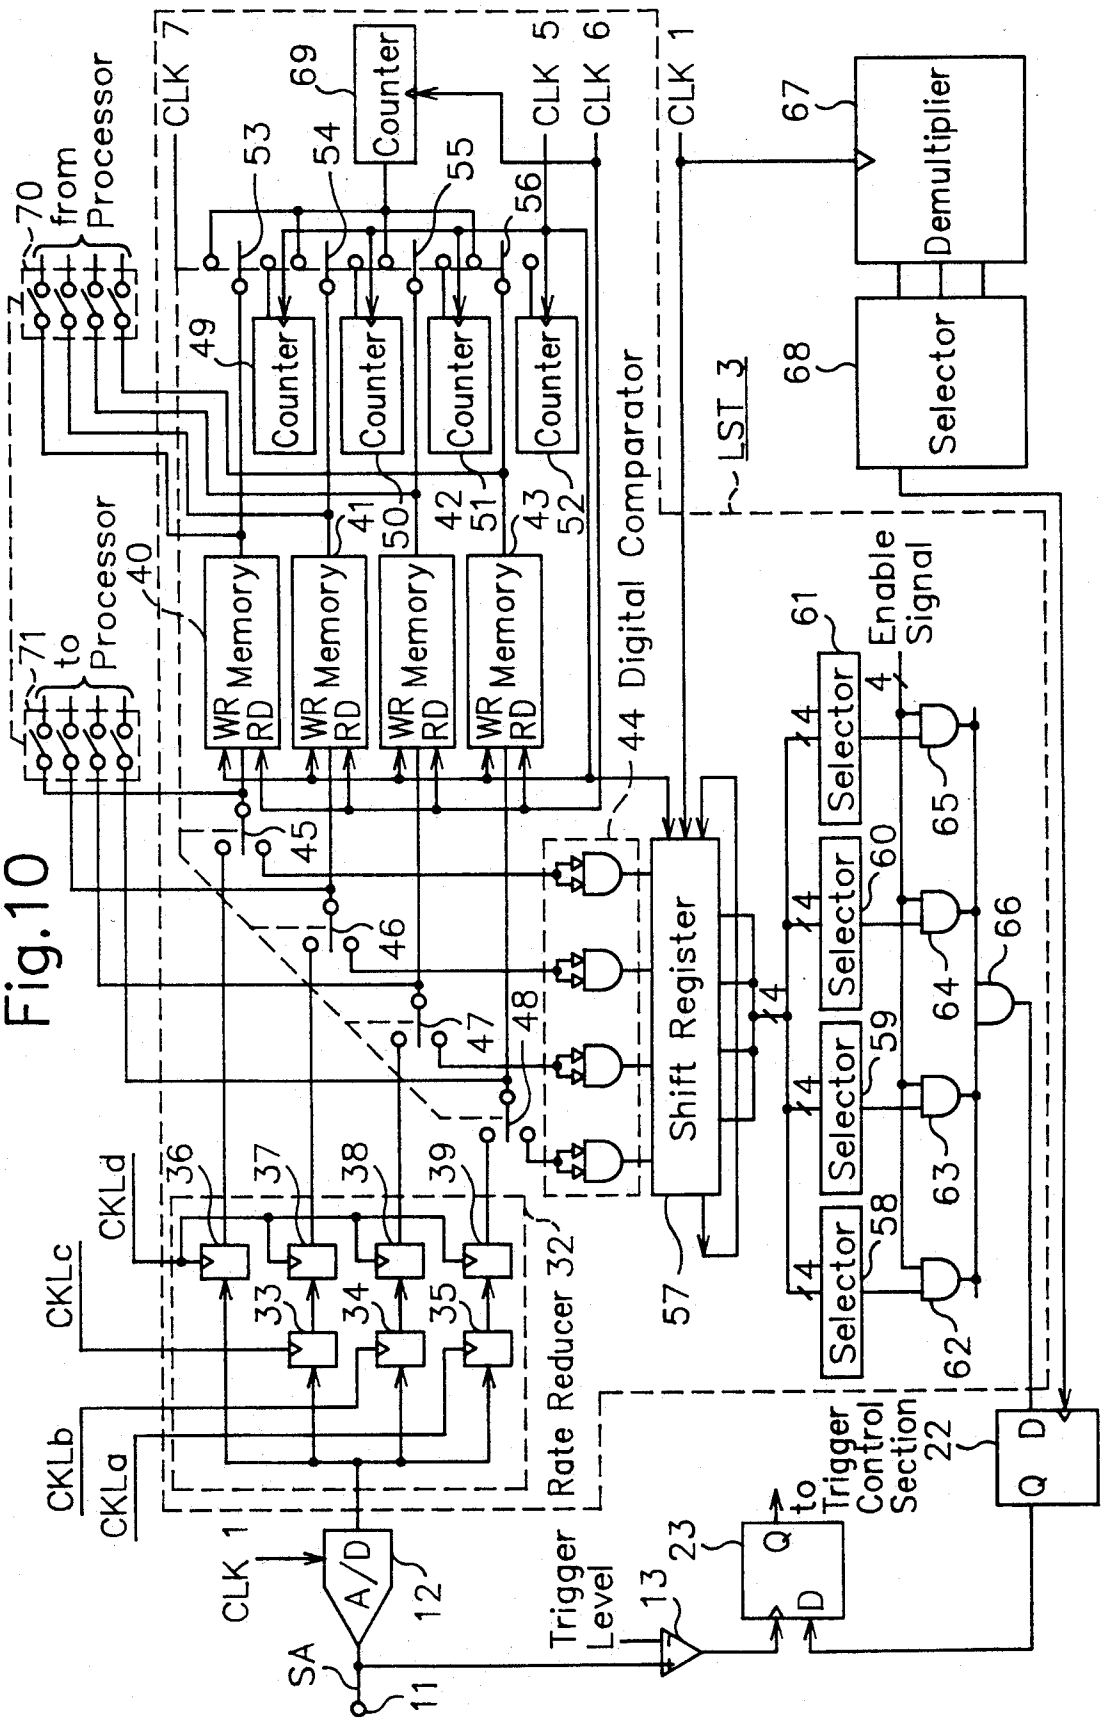 Fig.10
CLK 7
70
from
Processor
71
to
Processor
53
54
55
56
69
Counter
CLK 5
CLK 6
CLK 1
49
Counter
Counter
50
Counter
51
Counter
52
40
WR
RD
Memory
41
WR
RD
Memory
42
WR
RD
Memory
43
WR
RD
Memory
45
46
47
48
44 Digital Comparator
LST 3
67
Demultiplier
68
Selector
CKLd
CKLc
CKLb
CKLa
36
37
38
39
33
34
35
Rate Reducer 32
57
Shift Register
4
4
4
4
4
61
Selector
60
Selector
59
Selector
58
Selector
4
Enable
Signal
65
64
63
62
66
CLK 1
A/D
12
SA
11
Trigger
Level
13
23
Q
D
to
Trigger
Control
Section
22
Q
D